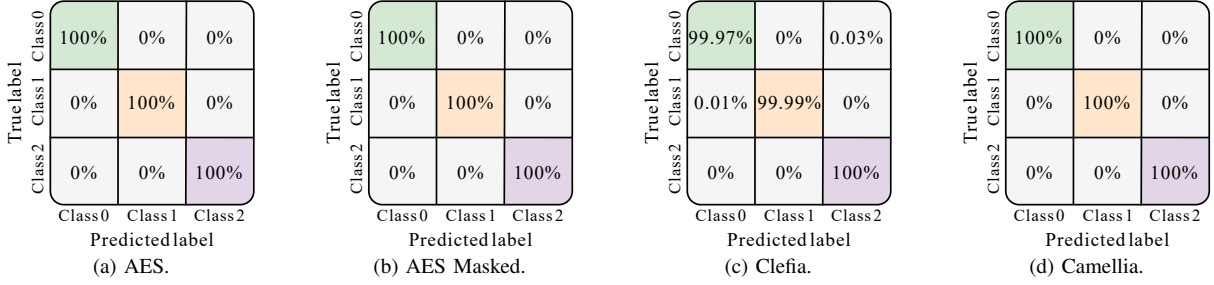 True label
Class 0 100% 0% 0%
Class 1 0% 100% 0%
Class 2 0% 0% 100%
Class 0 Class 1 Class 2
Predicted label
(a) AES.
True label
Class 0 100% 0% 0%
Class 1 0% 100% 0%
Class 2 0% 0% 100%
Class 0 Class 1 Class 2
Predicted label
(b) AES Masked.
True label
Class 0 99.97% 0% 0.03%
Class 1 0.01% 99.99% 0%
Class 2 0% 0% 100%
Class 0 Class 1 Class 2
Predicted label
(c) Clefia.
True label
Class 0 100% 0% 0%
Class 1 0% 100% 0%
Class 2 0% 0% 100%
Class 0 Class 1 Class 2
Predicted label
(d) Camellia.